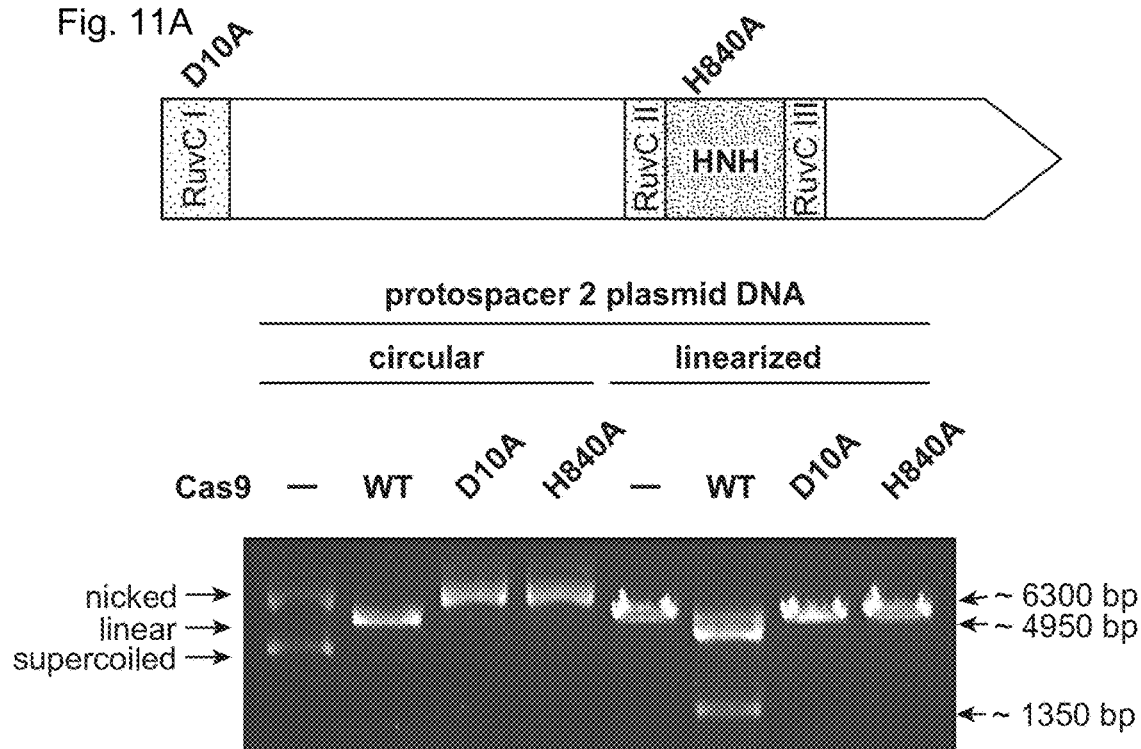 Fig. 11A
D10A H840A
RuvC I RuvC II HNH RuvC III
protospacer 2 plasmid DNA
circular linearized
Cas9 — WT D10A H840A — WT D10A H840A
nicked
linear
supercoiled
~ 6300 bp
~ 4950 bp
~ 1350 bp